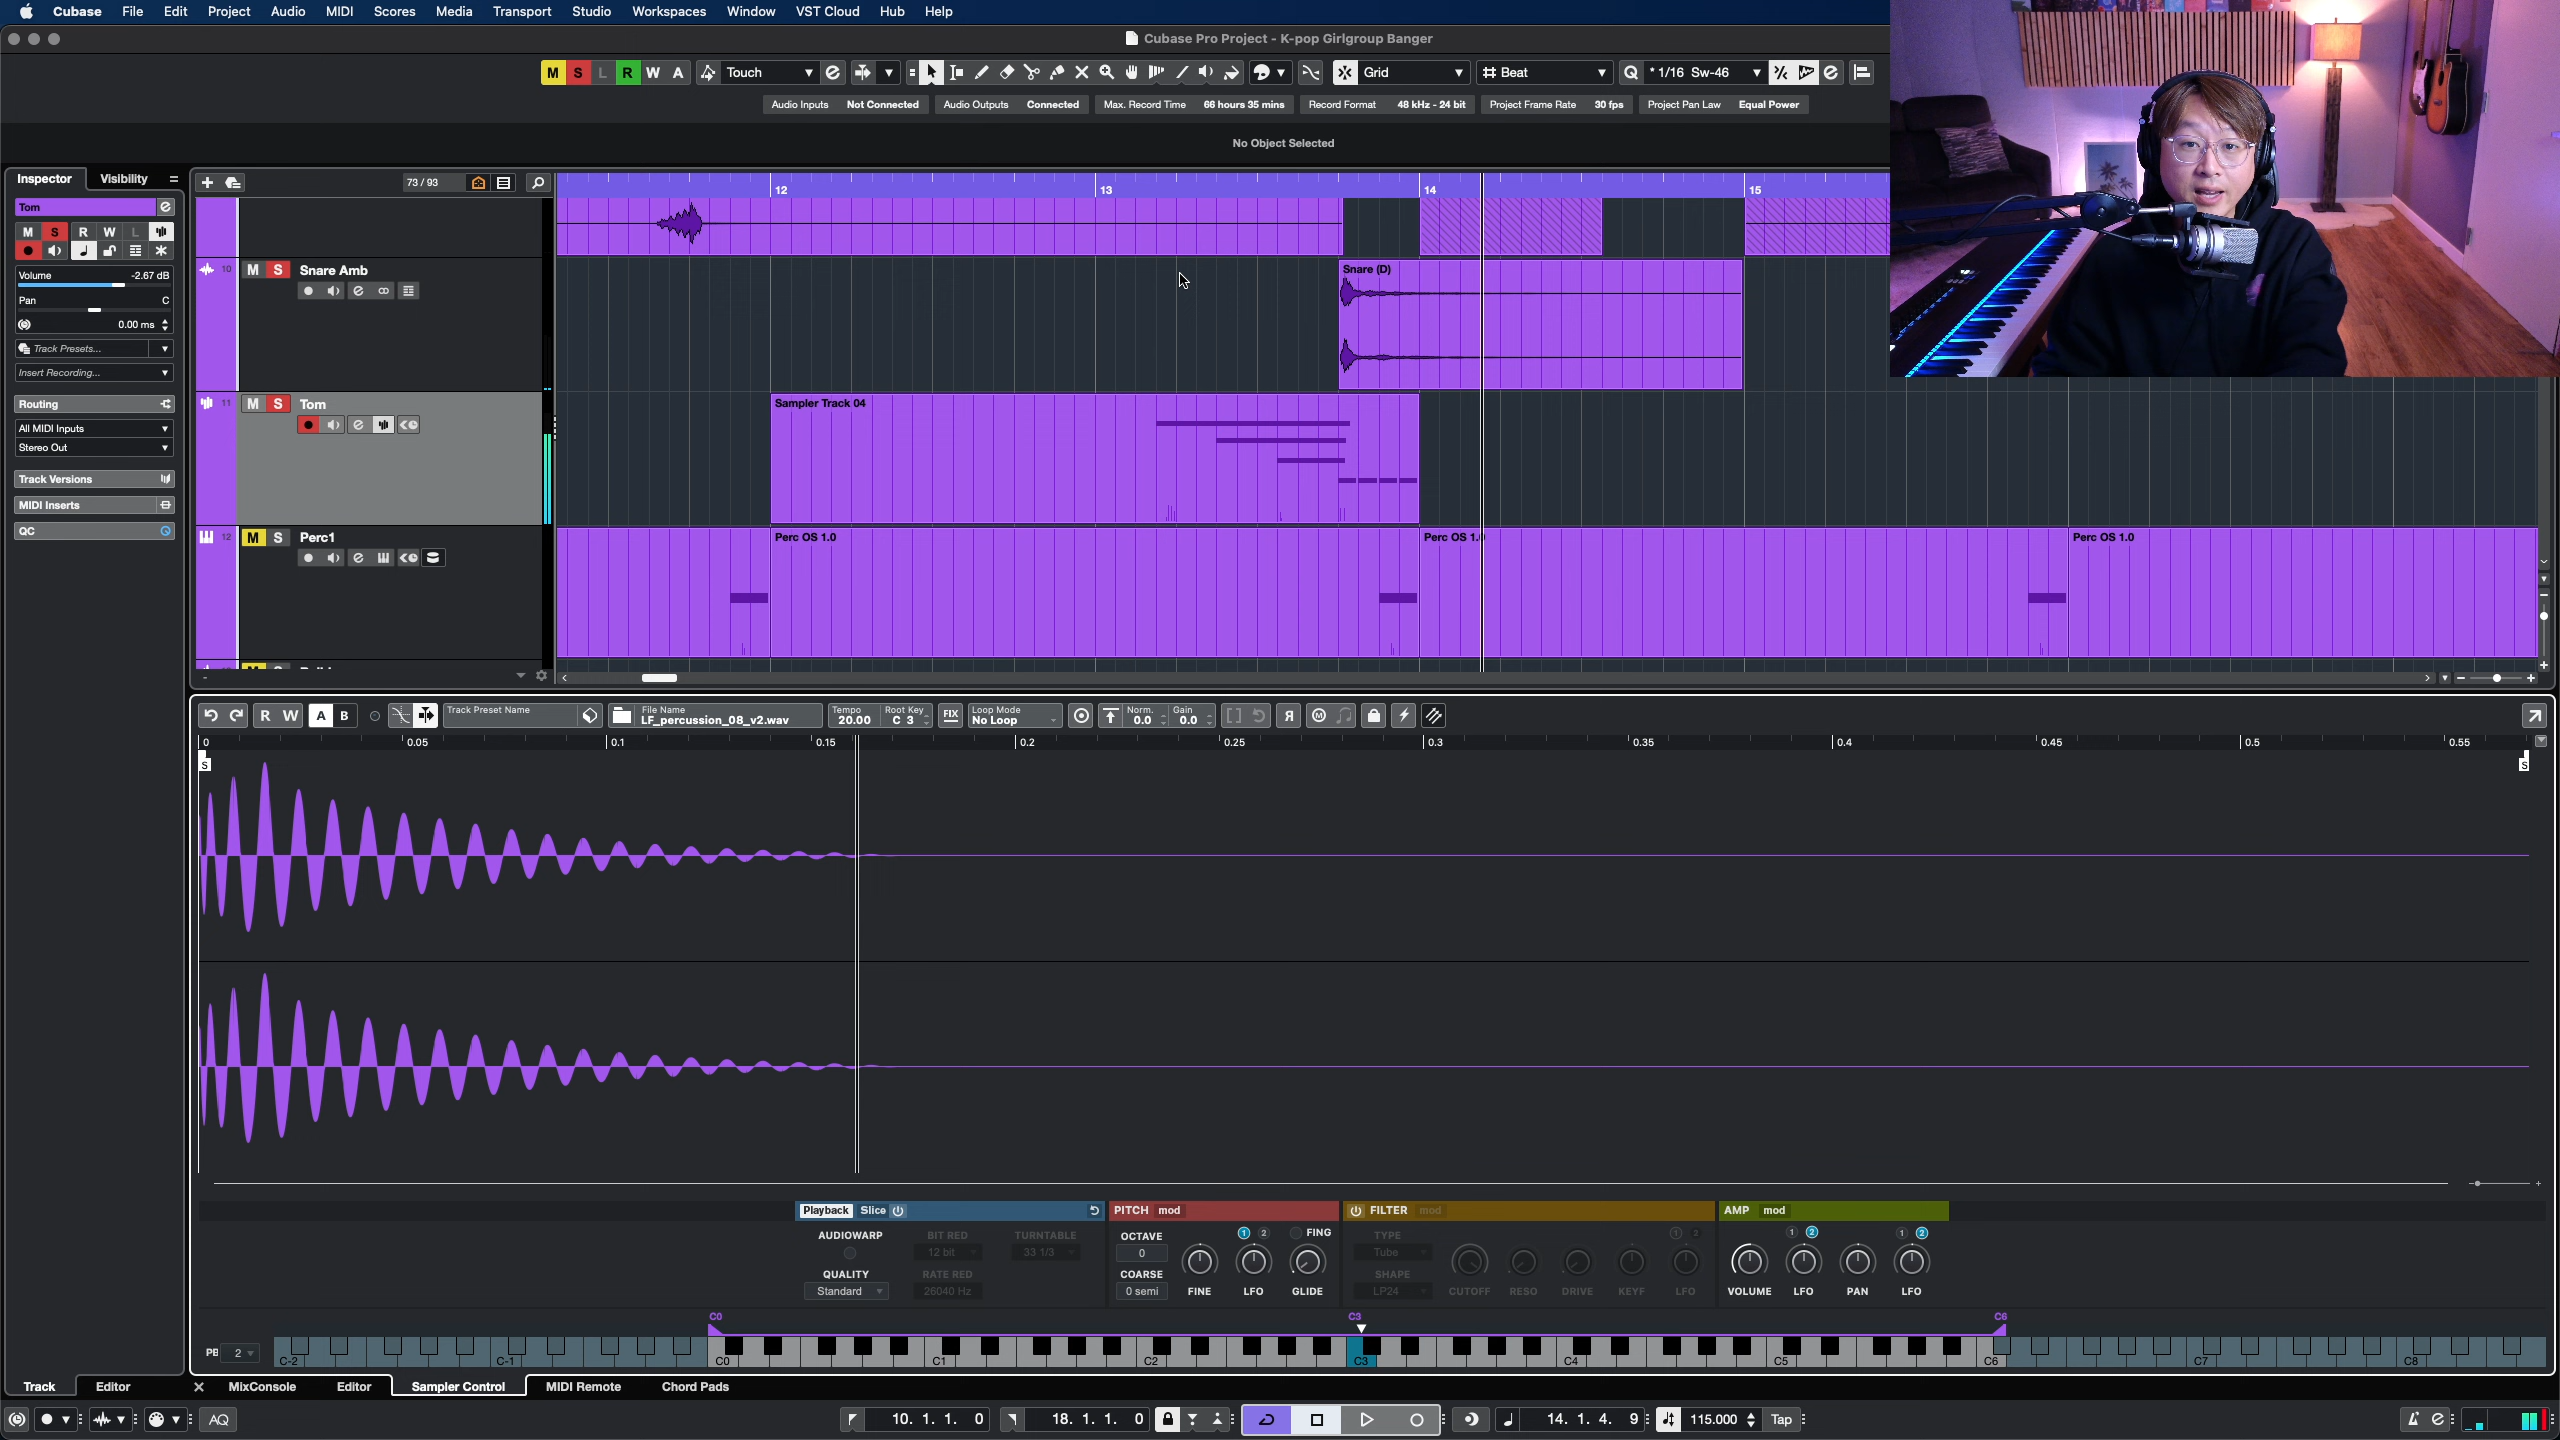 Cubase File Edit Project Audio MIDI Scores Media Transport Studio Workspaces Window VST Cloud Hub Help
Cubase Pro Project - K-pop Girlgroup Banger
M S L R W A Touch Grid Beat Q * 1/16 Sw-46
Audio Inputs Not Connected Audio Outputs Connected Max. Record Time 66 hours 35 mins Record Format 48 kHz - 24 bit Project Frame Rate 30 fps Project Pan Law Equal Power
No Object Selected
Inspector Visibility 73 / 93 12 13 14 15
Tom
M S R W L
Volume -2.67 dB
Pan C
0.00 ms
Track Presets...
Insert Recording...
Routing
All MIDI Inputs
Stereo Out
Track Versions
MIDI Inserts
QC
10 M S Snare Amb
Snare (D)
11 M S Tom
Sampler Track 04
12 M S Perc1
Perc OS 1.0 Perc OS 1.0 Perc OS 1.0
R W A B Track Preset Name File Name LF_percussion_08_v2.wav Tempo 20.00 Root Key C 3 FIX Loop Mode No Loop Norm. 0.0 Gain 0.0
0 0.05 0.1 0.15 0.2 0.25 0.3 0.35 0.4 0.45 0.5 0.55
S S
Playback Slice PITCH mod FILTER mod AMP mod
AUDIOWARP BIT RED TURNTABLE OCTAVE 1 2 FING TYPE 1 2 1 2 1 2
12 bit 33 1/3 0 Tube
QUALITY RATE RED COARSE SHAPE
Standard 26040 Hz 0 semi FINE LFO GLIDE LP24 CUTOFF RESO DRIVE KEYF LFO VOLUME LFO PAN LFO
C0 C3 C6
PB 2 C-2 C-1 C0 C1 C2 C3 C4 C5 C6 C7 C8
Track Editor MixConsole Editor Sampler Control MIDI Remote Chord Pads
AQ 10. 1. 1. 0 18. 1. 1. 0 14. 1. 4. 9 115.000 Tap